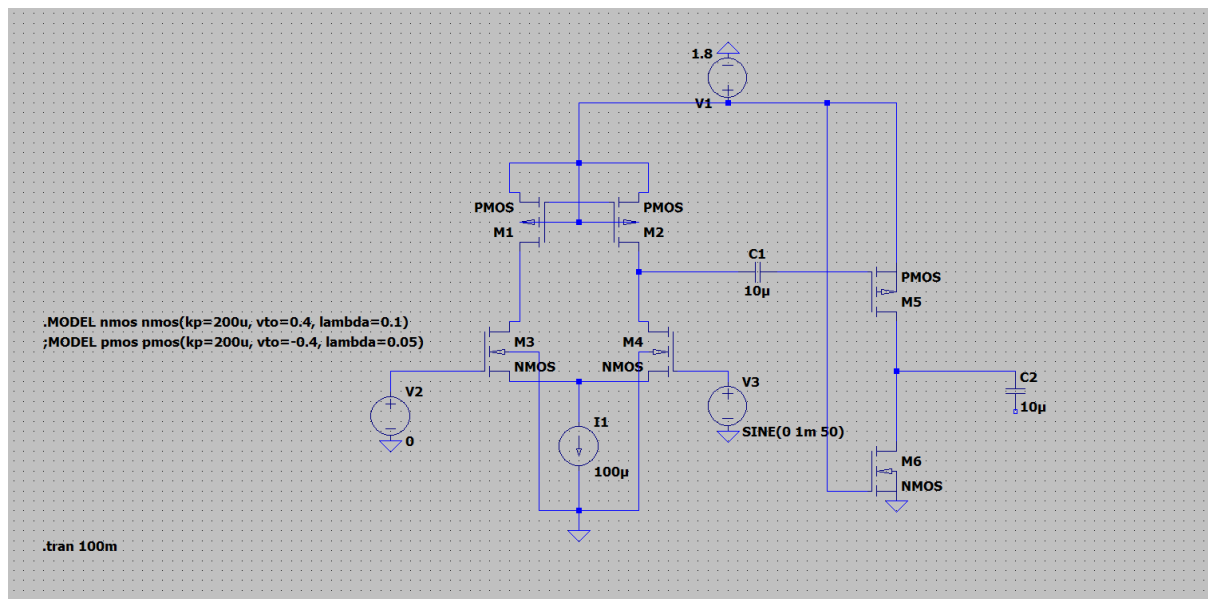 1.8
V1
PMOS
PMOS
M1
M2
C1
10µ
PMOS
M5
.MODEL nmos nmos(kp=200u, vto=0.4, lambda=0.1)
;MODEL pmos pmos(kp=200u, vto=-0.4, lambda=0.05)
M3
M4
NMOS
NMOS
V2
0
V3
SINE(0 1m 50)
C2
10µ
I1
100µ
M6
NMOS
.tran 100m